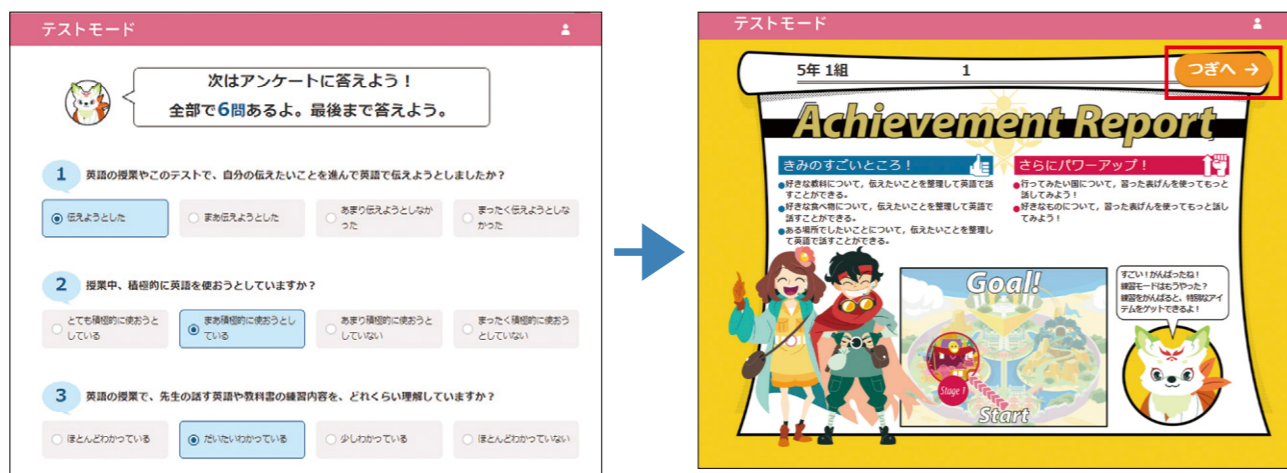 テストモード
次はアンケートに答えよう！
全部で6問あるよ。最後まで答えよう。
1 英語の授業やこのテストで、自分の伝えたいことを進んで英語で伝えようとしましたか？
伝えようとした
まあ伝えようとした
あまり伝えようとしなか
った
まったく伝えようとしな
かった
2 授業中、積極的に英語を使おうとしていますか？
とても積極的に使おうと
している
まあ積極的に使おうとし
ている
あまり積極的に使おうと
していない
まったく積極的に使おう
としていない
3 英語の授業で、先生の話す英語や教科書の練習内容を、どれくらい理解していますか？
ほとんどわかっている
だいたいわかっている
少しわかっている
ほとんどわかっていない
テストモード
5年 1組 1
つぎへ →
Achievement Report
きみのすごいところ！
●好きな教科について，伝えたいことを整理して英語で話
すことができる。
●好きな食べ物について，伝えたいことを整理して英語で
話すことができる。
●ある場所でしたいことについて，伝えたいことを整理し
て英語で話すことができる。
さらにパワーアップ！
●行ってみたい国について，習った表げんを使ってもっと
話してみよう！
●好きなものについて，習った表げんを使ってもっと話し
てみよう！
Goal!
Stage 1
Start
すごい！がんばったね！
練習モードはもうやった？
練習をがんばると、特別なアイ
テムをゲットできるよ！